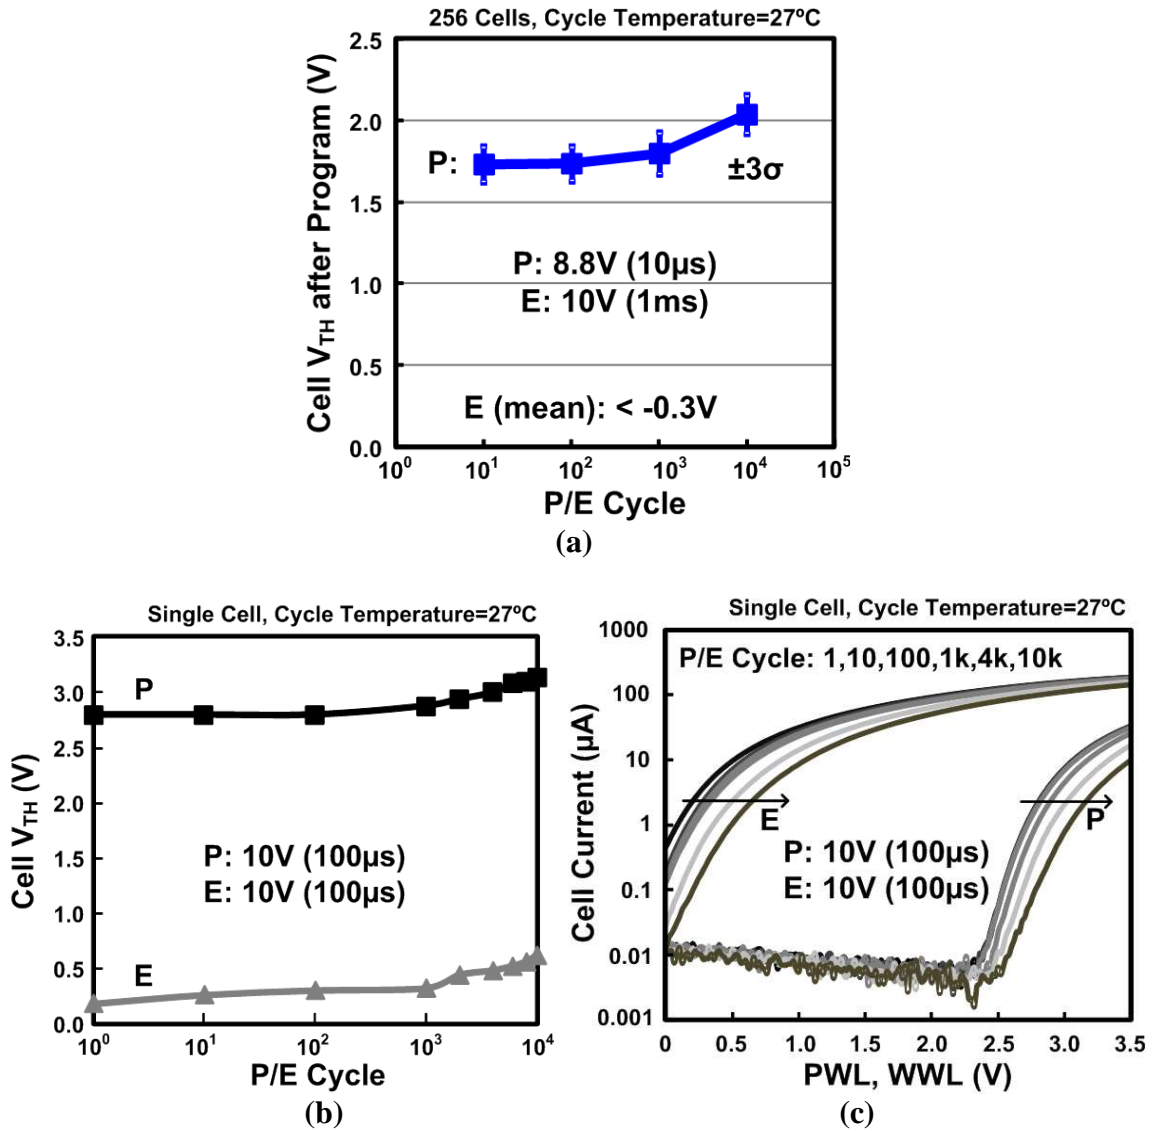 256 Cells, Cycle Temperature=27ºC
Cell VTH after Program (V)
2.5
2.0
1.5
1.0
0.5
0.0
P:
±3σ
P: 8.8V (10µs)
E: 10V (1ms)
E (mean): < -0.3V
10⁰ 10¹ 10² 10³ 10⁴ 10⁵
P/E Cycle
(a)
Single Cell, Cycle Temperature=27ºC
Cell VTH (V)
3.5
3.0
2.5
2.0
1.5
1.0
0.5
0.0
P
P: 10V (100µs)
E: 10V (100µs)
E
10⁰ 10¹ 10² 10³ 10⁴
P/E Cycle
(b)
Single Cell, Cycle Temperature=27ºC
Cell Current (µA)
1000
100
10
1
0.1
0.01
0.001
P/E Cycle: 1,10,100,1k,4k,10k
E
P
P: 10V (100µs)
E: 10V (100µs)
0 0.5 1.0 1.5 2.0 2.5 3.0 3.5
PWL, WWL (V)
(c)